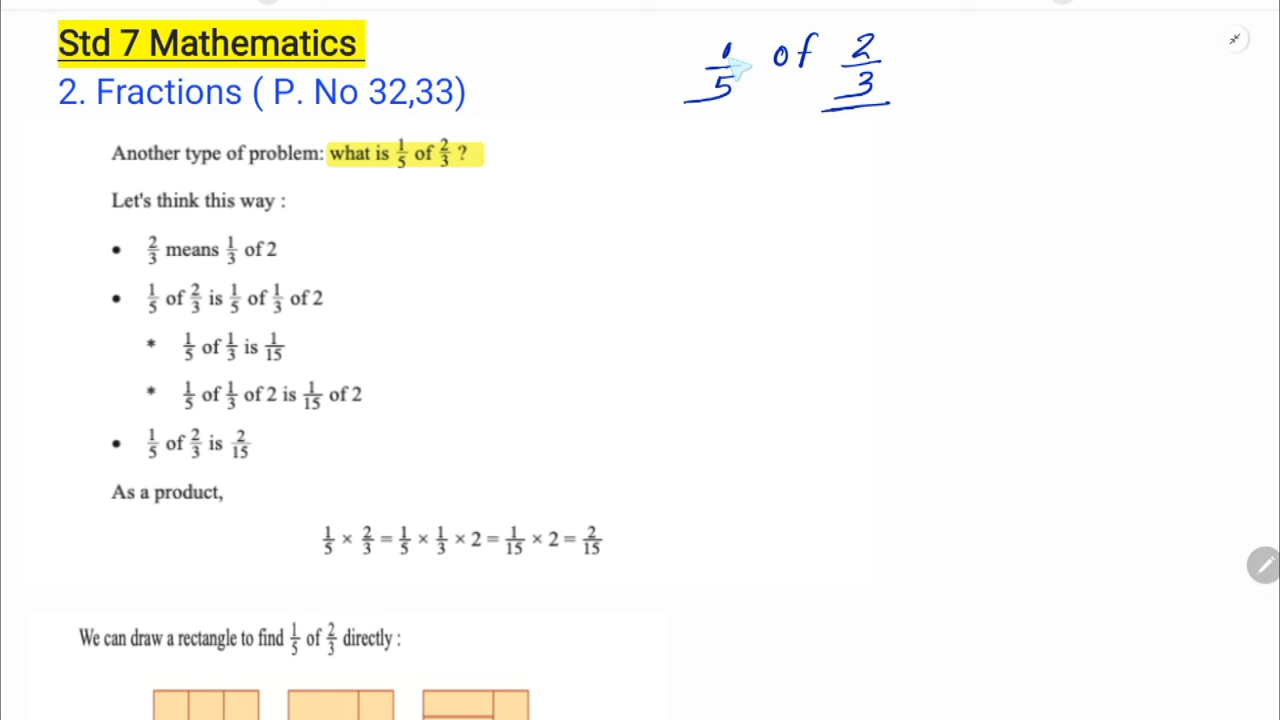 Std 7 Mathematics
2. Fractions ( P. No 32,33)
1/5 of 2/3
Another type of problem: what is 1/5 of 2/3 ?
Let's think this way :
• 2/3 means 1/3 of 2
• 1/5 of 2/3 is 1/5 of 1/3 of 2
* 1/5 of 1/3 is 1/15
* 1/5 of 1/3 of 2 is 1/15 of 2
• 1/5 of 2/3 is 2/15
As a product,
1/5 × 2/3 = 1/5 × 1/3 × 2 = 1/15 × 2 = 2/15
We can draw a rectangle to find 1/5 of 2/3 directly :